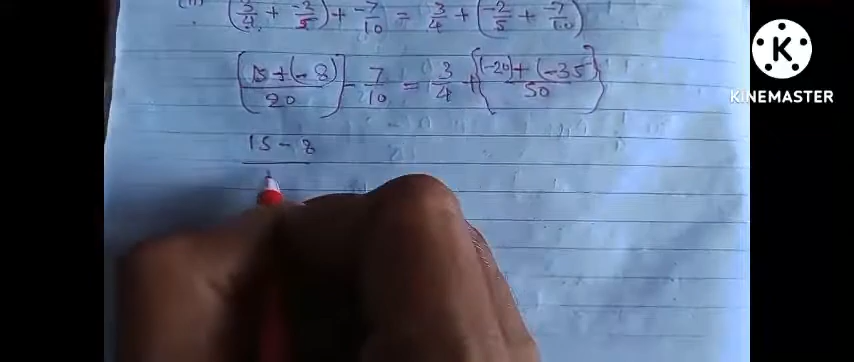 (3/4 + -2/5) + -7/10 = 3/4 + (-2/5 + -7/10)
[15+(-8)/20] - 7/10 = 3/4 + {(-20)+(-35)/50}
15-8
KINEMASTER